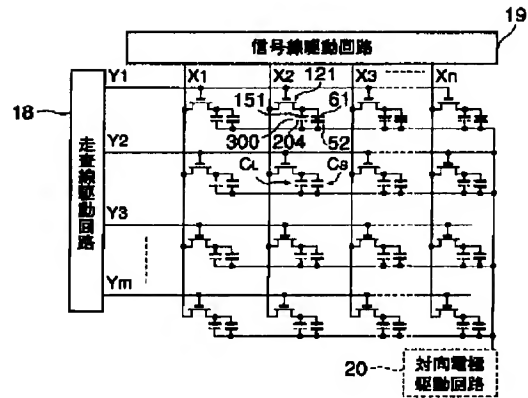 19
信号線駆動回路
18
走査線駆動回路
Y1
X1
X2
121
X3
Xn
151
61
300
204
52
Y2
CL
CS
Y3
Ym
20
対向電極
駆動回路